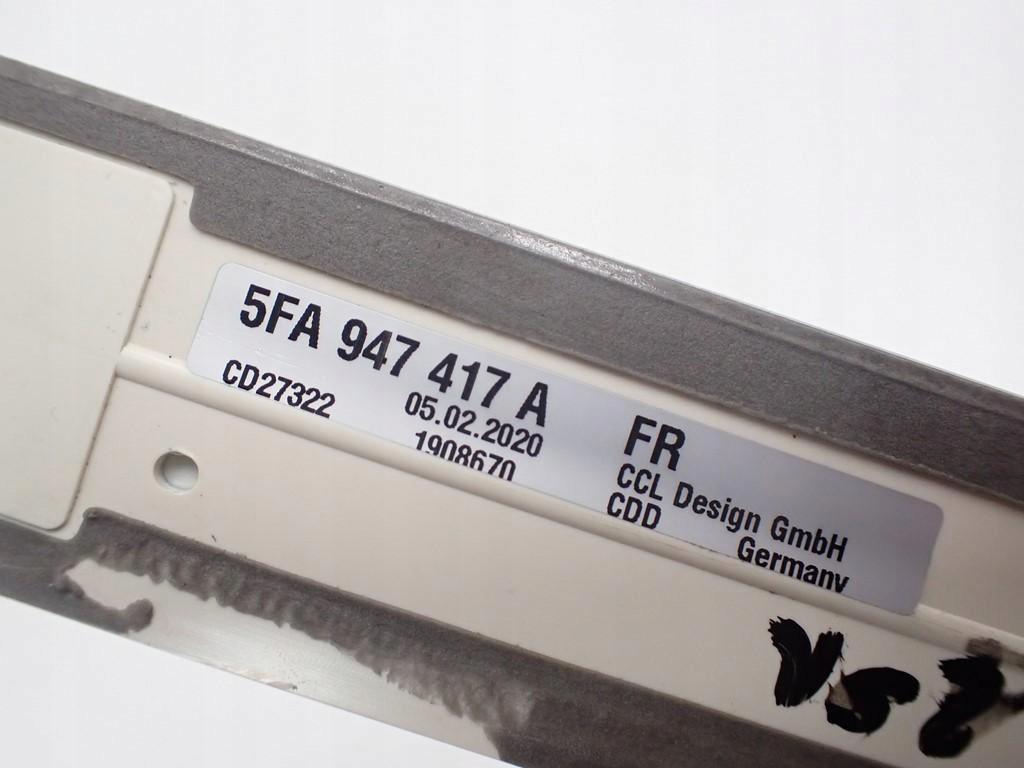 5FA 947 417 A FR
CD27322 05.02.2020 CCL Design GmbH
1908670 CDD
Germany